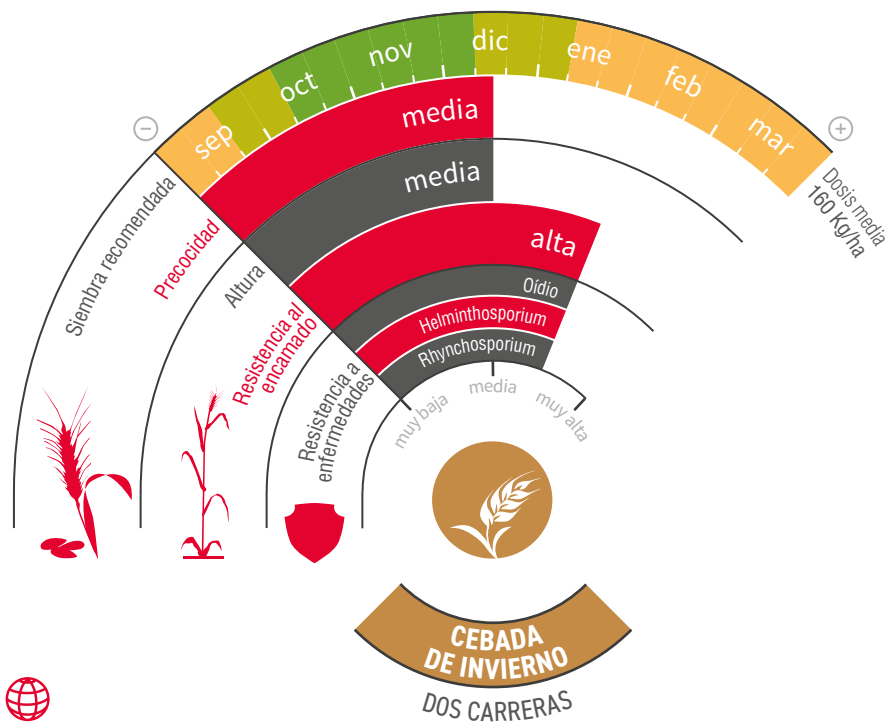 sep
oct
nov
dic
ene
feb
mar
−
+
Siembra recomendada
Dosis media
160 Kg/ha
Precocidad
media
Altura
media
Resistencia al
encamado
alta
Resistencia a
enfermedades
Oídio
Helminthosporium
Rhynchosporium
muy baja
media
muy alta
CEBADA
DE INVIERNO
DOS CARRERAS